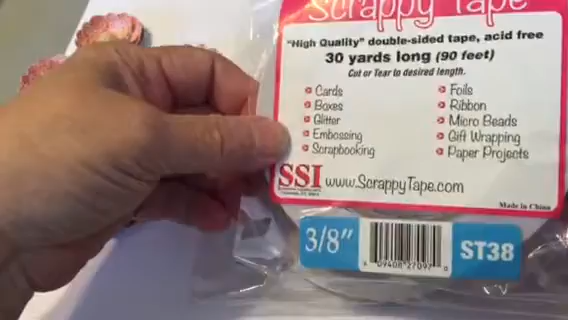 Scrappy Tape
"High Quality" double-sided tape, acid free
30 yards long (90 feet)
Cut or Tear to desired length.
Cards
Boxes
Glitter
Embossing
Scrapbooking
Foils
Ribbon
Micro Beads
Gift Wrapping
Paper Projects
SSI
www.ScrappyTape.com
Made in China
3/8"
ST38